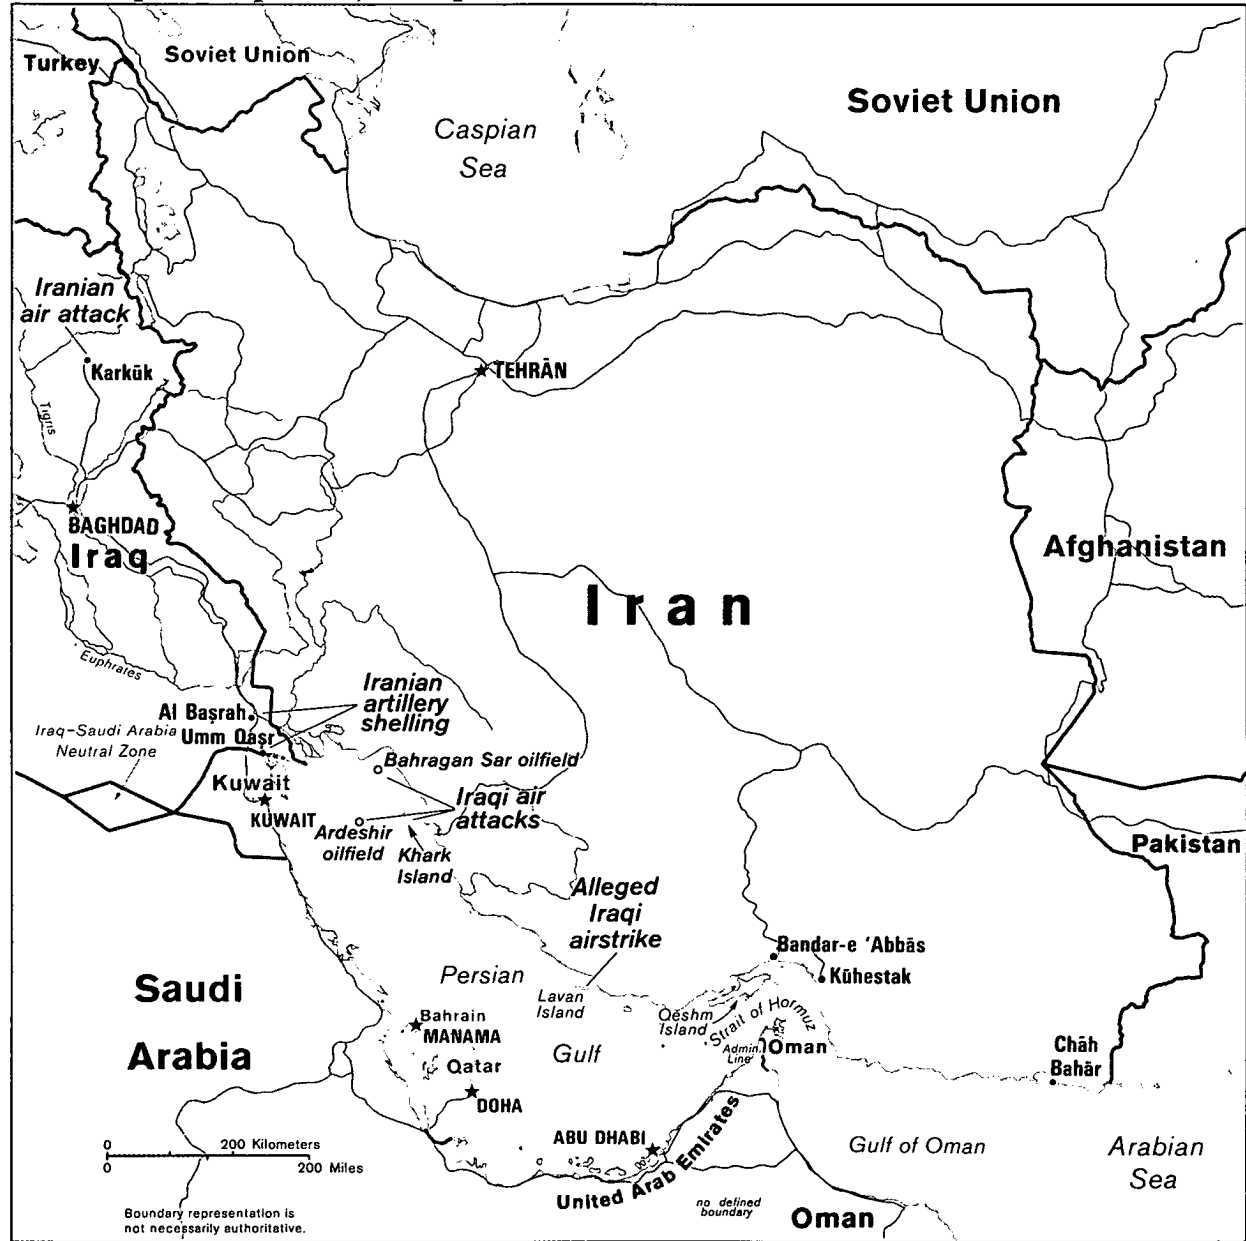 Soviet Union
Turkey
Caspian
Sea
Soviet Union
Iranian
air attack
Karkūk
TEHRĀN
Tigris
BAGHDAD
Iraq
Afghanistan
Iran
Euphrates
Iranian
artillery
shelling
Al Başrah
Iraq-Saudi Arabia
Neutral Zone
Umm Qaşr
Bahragan Sar oilfield
Kuwait
KUWAIT
Iraqi air
attacks
Ardeshir
oilfield
Khark
Island
Pakistan
Alleged
Iraqi
airstrike
Bandar-e 'Abbās
Kūhestak
Saudi
Arabia
Persian
Gulf
Lavan
Island
Qeshm
Island
Strait of Hormuz
Bahrain
MANAMA
Admin.
Line
Oman
Chāh
Bahār
Qatar
DOHA
ABU DHABI
United Arab Emirates
Gulf of Oman
Arabian
Sea
0 200 Kilometers
0 200 Miles
no defined
boundary
Oman
Boundary representation is
not necessarily authoritative.